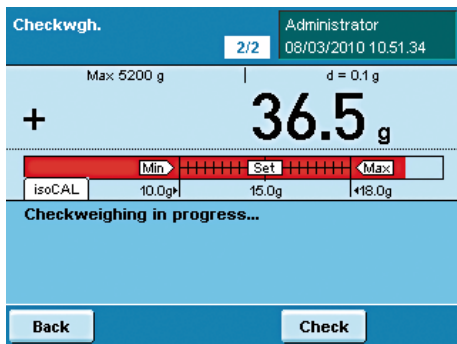 Checkwgh.
Administrator
2/2
08/03/2010 10.51.34
Max 5200 g
d = 0.1 g
+
36.5 g
Min Set Max
isoCAL
10.0g 15.0g 18.0g
Checkweighing in progress...
Back Check